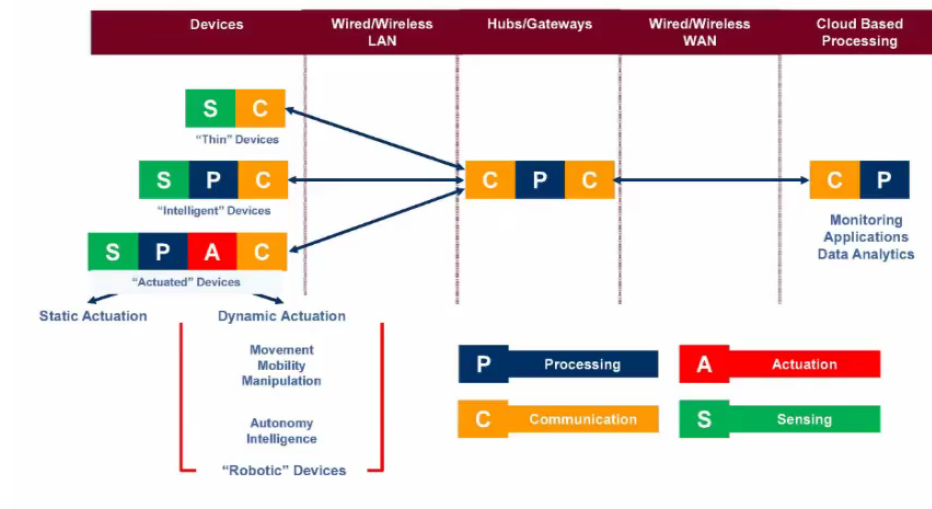 Devices
Wired/Wireless
LAN
Hubs/Gateways
Wired/Wireless
WAN
Cloud Based
Processing
S C
“Thin” Devices
S P C
“Intelligent” Devices
S P A C
“Actuated” Devices
C P C
C P
Monitoring
Applications
Data Analytics
Static Actuation
Dynamic Actuation
Movement
Mobility
Manipulation
Autonomy
Intelligence
“Robotic” Devices
P Processing
A Actuation
C Communication
S Sensing